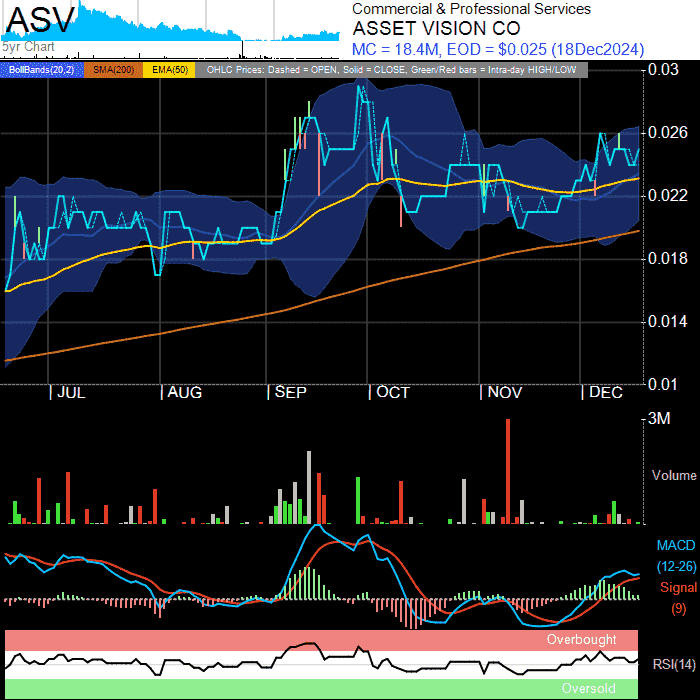 ASV
5yr Chart
Commercial & Professional Services
ASSET VISION CO
MC = 18.4M, EOD = $0.025 (18Dec2024)
BollBands(20,2) SMA(200) EMA(50) OHLC Prices: Dashed = OPEN, Solid = CLOSE, Green/Red bars = Intra-day HIGH/LOW
0.03
0.026
0.022
0.018
0.014
0.01
JUL AUG SEP OCT NOV DEC
3M
Volume
MACD
(12-26)
Signal
(9)
Overbought
RSI(14)
Oversold